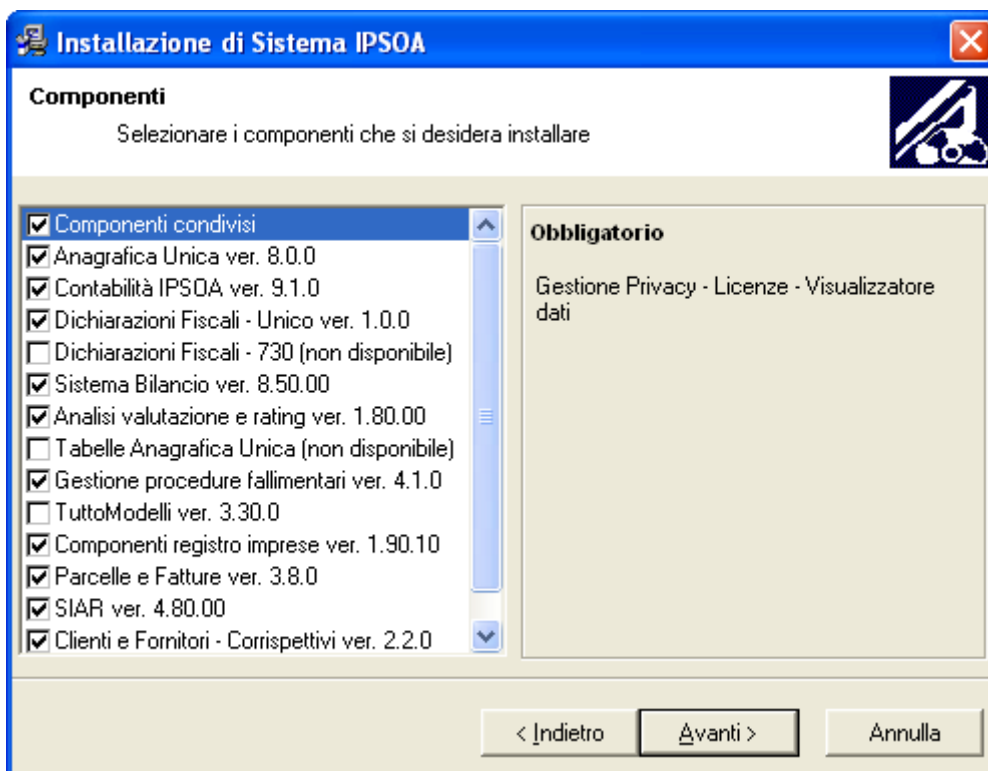 Installazione di Sistema IPSOA
Componenti
Selezionare i componenti che si desidera installare
Componenti condivisi
Anagrafica Unica ver. 8.0.0
Contabilità IPSOA ver. 9.1.0
Dichiarazioni Fiscali - Unico ver. 1.0.0
Dichiarazioni Fiscali - 730 (non disponibile)
Sistema Bilancio ver. 8.50.00
Analisi valutazione e rating ver. 1.80.00
Tabelle Anagrafica Unica (non disponibile)
Gestione procedure fallimentari ver. 4.1.0
TuttoModelli ver. 3.30.0
Componenti registro imprese ver. 1.90.10
Parcelle e Fatture ver. 3.8.0
SIAR ver. 4.80.00
Clienti e Fornitori - Corrispettivi ver. 2.2.0
Obbligatorio
Gestione Privacy - Licenze - Visualizzatore
dati
< Indietro
Avanti >
Annulla